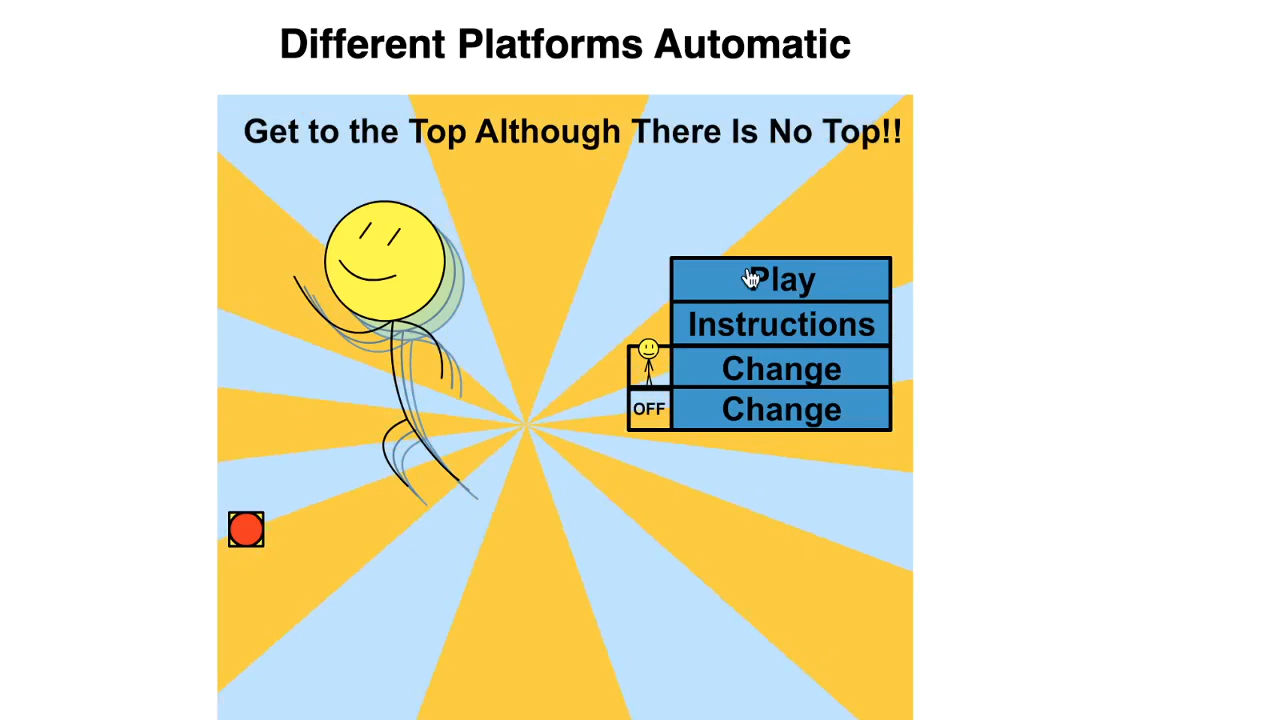 Different Platforms Automatic
Get to the Top Although There Is No Top!!
Play
Instructions
Change
OFF Change